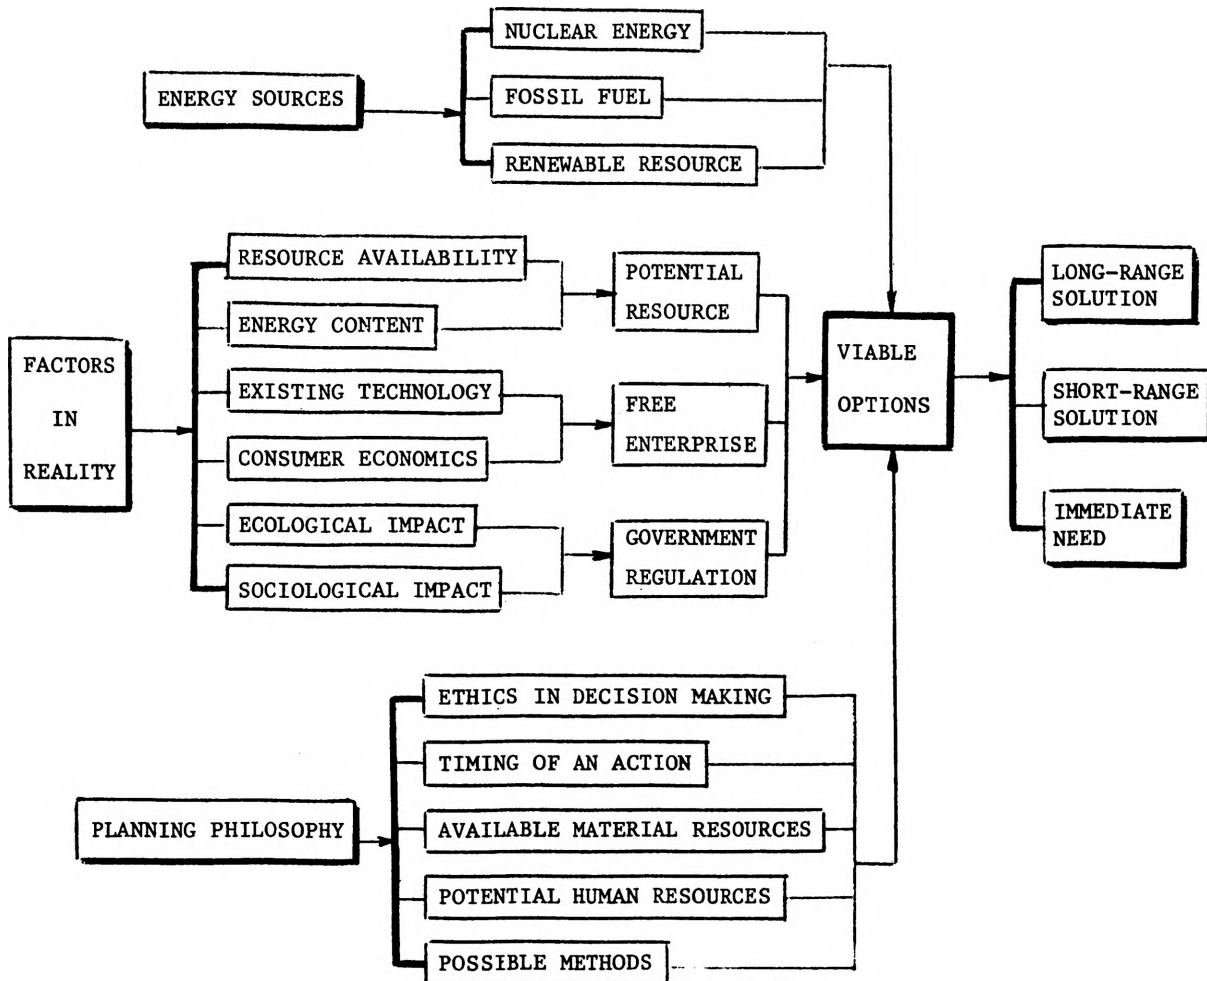 ENERGY SOURCES
NUCLEAR ENERGY
FOSSIL FUEL
RENEWABLE RESOURCE
FACTORS
IN
REALITY
RESOURCE AVAILABILITY
ENERGY CONTENT
EXISTING TECHNOLOGY
CONSUMER ECONOMICS
ECOLOGICAL IMPACT
SOCIOLOGICAL IMPACT
POTENTIAL
RESOURCE
FREE
ENTERPRISE
GOVERNMENT
REGULATION
VIABLE
OPTIONS
LONG-RANGE
SOLUTION
SHORT-RANGE
SOLUTION
IMMEDIATE
NEED
PLANNING PHILOSOPHY
ETHICS IN DECISION MAKING
TIMING OF AN ACTION
AVAILABLE MATERIAL RESOURCES
POTENTIAL HUMAN RESOURCES
POSSIBLE METHODS